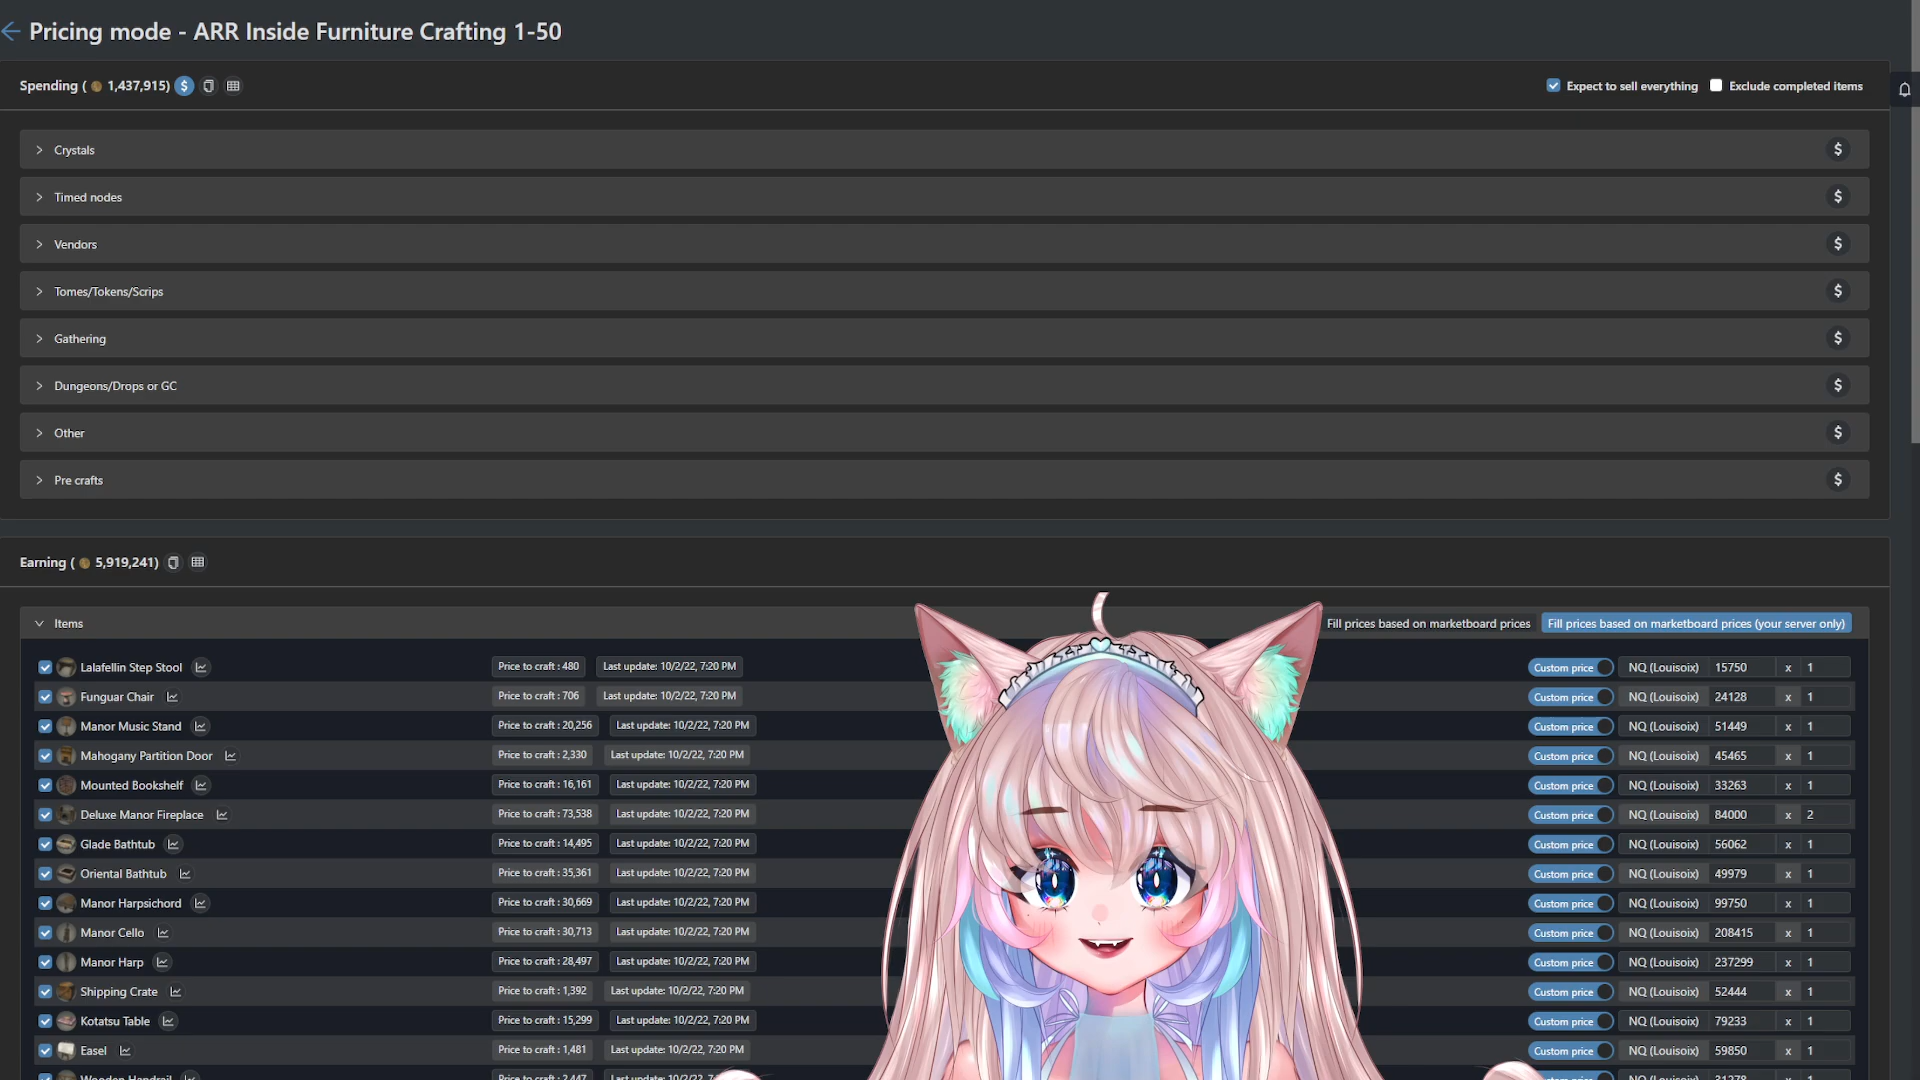 Pricing mode - ARR Inside Furniture Crafting 1-50
Spending ( 1,437,915) $ Expect to sell everything Exclude completed items
Crystals $
Timed nodes $
Vendors $
Tomes/Tokens/Scrips $
Gathering $
Dungeons/Drops or GC $
Other $
Pre crafts $
Earning ( 5,919,241)
Items Fill prices based on marketboard prices Fill prices based on marketboard prices (your server only)
Lalafellin Step Stool Price to craft : 480 Last update: 10/2/22, 7:20 PM Custom price NQ (Louisoix) 15750 x 1
Funguar Chair Price to craft : 706 Last update: 10/2/22, 7:20 PM Custom price NQ (Louisoix) 24128 x 1
Manor Music Stand Price to craft : 20,256 Last update: 10/2/22, 7:20 PM Custom price NQ (Louisoix) 51449 x 1
Mahogany Partition Door Price to craft : 2,330 Last update: 10/2/22, 7:20 PM Custom price NQ (Louisoix) 45465 x 1
Mounted Bookshelf Price to craft : 16,161 Last update: 10/2/22, 7:20 PM Custom price NQ (Louisoix) 33263 x 1
Deluxe Manor Fireplace Price to craft : 73,538 Last update: 10/2/22, 7:20 PM Custom price NQ (Louisoix) 84000 x 2
Glade Bathtub Price to craft : 14,495 Last update: 10/2/22, 7:20 PM Custom price NQ (Louisoix) 56062 x 1
Oriental Bathtub Price to craft : 35,361 Last update: 10/2/22, 7:20 PM Custom price NQ (Louisoix) 49979 x 1
Manor Harpsichord Price to craft : 30,669 Last update: 10/2/22, 7:20 PM Custom price NQ (Louisoix) 99750 x 1
Manor Cello Price to craft : 30,713 Last update: 10/2/22, 7:20 PM Custom price NQ (Louisoix) 208415 x 1
Manor Harp Price to craft : 28,497 Last update: 10/2/22, 7:20 PM Custom price NQ (Louisoix) 237299 x 1
Shipping Crate Price to craft : 1,392 Last update: 10/2/22, 7:20 PM Custom price NQ (Louisoix) 52444 x 1
Kotatsu Table Price to craft : 15,299 Last update: 10/2/22, 7:20 PM Custom price NQ (Louisoix) 79233 x 1
Easel Price to craft : 1,481 Last update: 10/2/22, 7:20 PM Custom price NQ (Louisoix) 59850 x 1
Wooden Handrail Price to craft : 2,447 Last update: 10/2/22, 7:20 PM